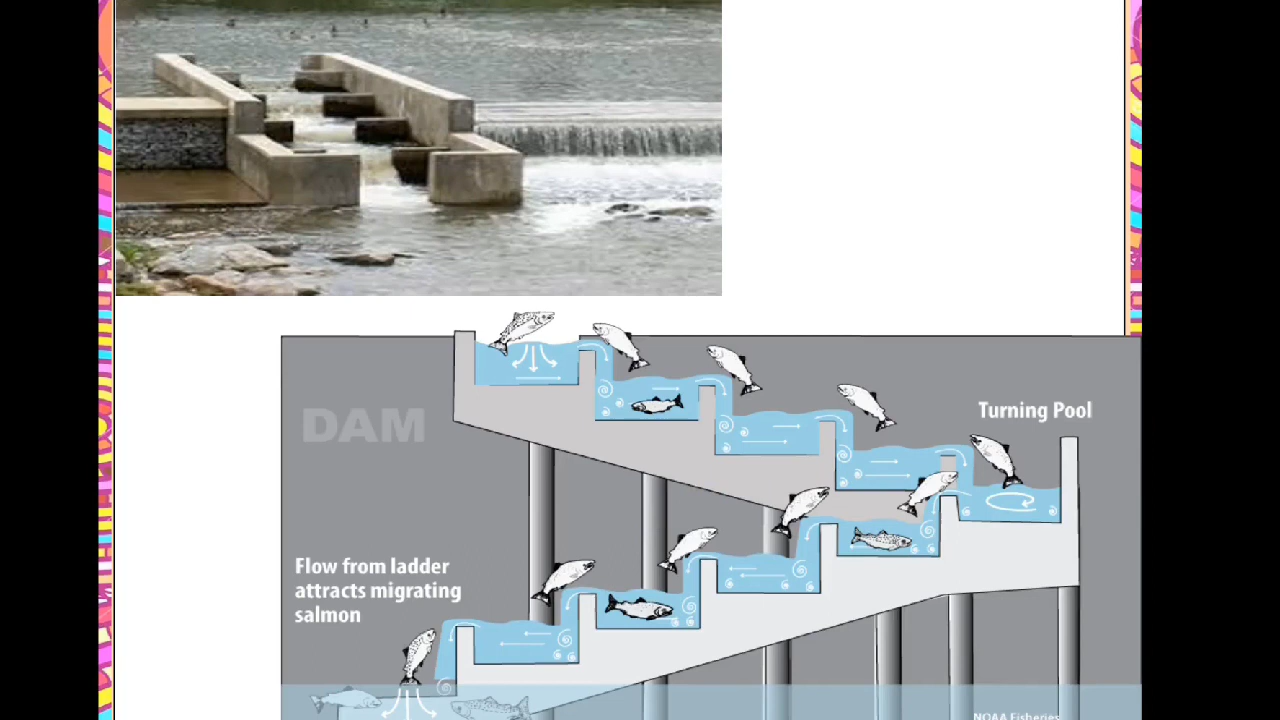 DAM
Turning Pool
Flow from ladder
attracts migrating
salmon
NOAA Fisheries